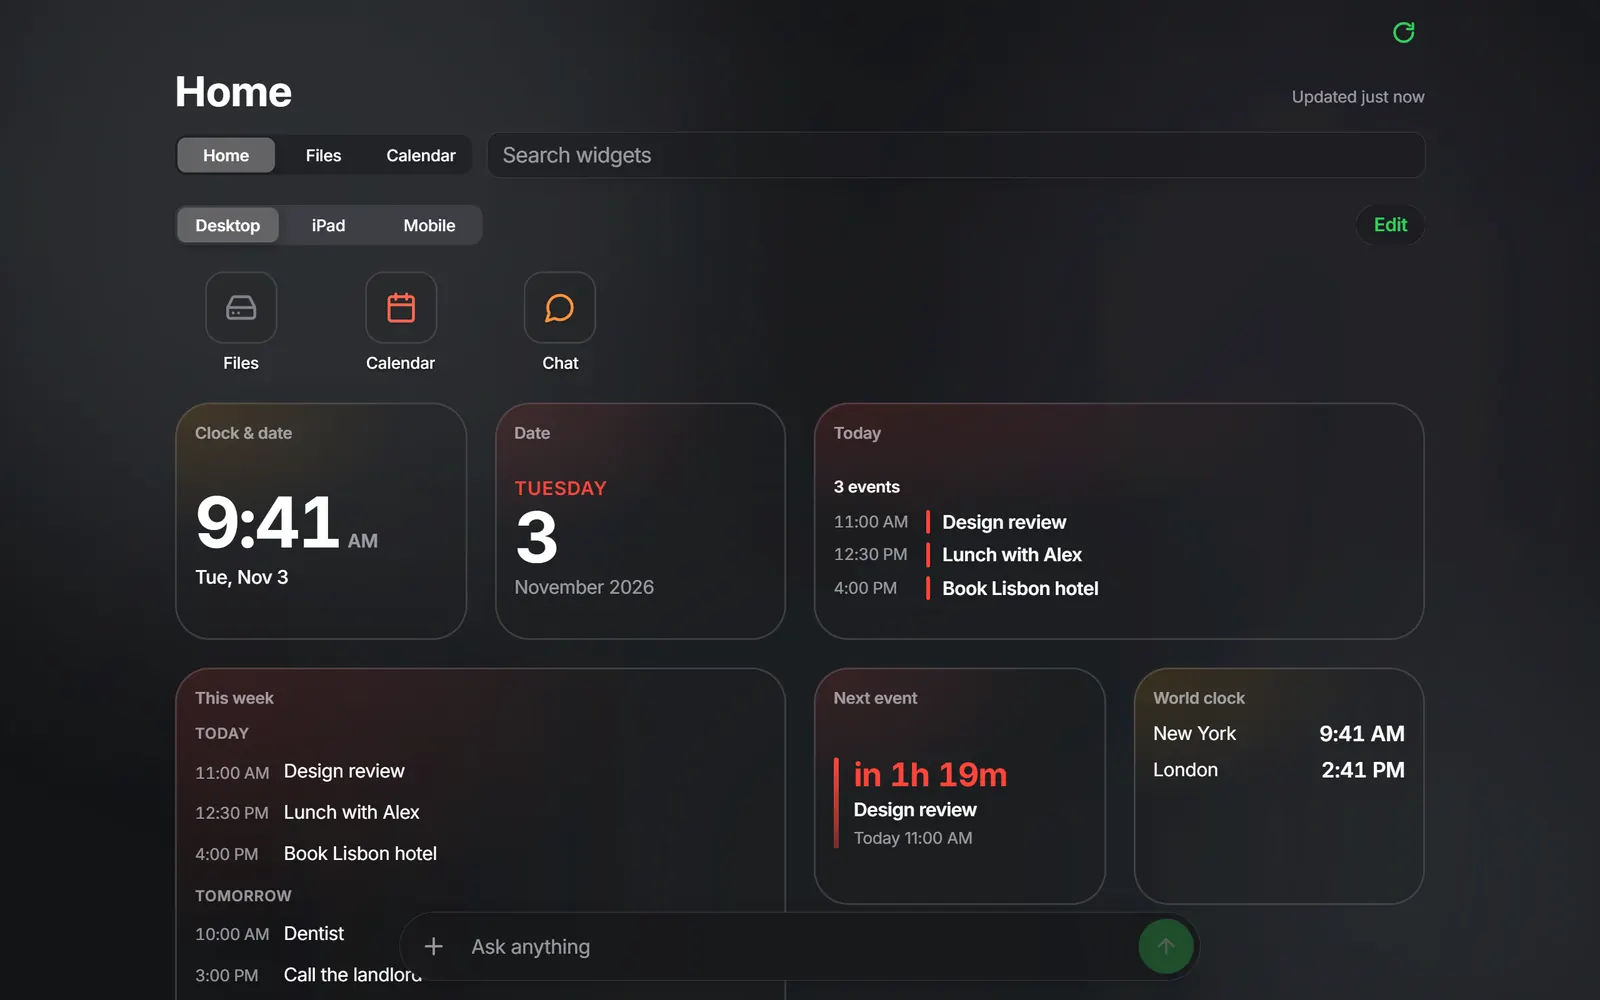 Home
Updated just now
Home Files Calendar
Search widgets
Desktop iPad Mobile
Edit
Files Calendar Chat
Clock & date
9:41 AM
Tue, Nov 3
Date
TUESDAY
3
November 2026
Today
3 events
11:00 AM Design review
12:30 PM Lunch with Alex
4:00 PM Book Lisbon hotel
This week
TODAY
11:00 AM Design review
12:30 PM Lunch with Alex
4:00 PM Book Lisbon hotel
TOMORROW
10:00 AM Dentist
3:00 PM Call the landlord
Next event
in 1h 19m
Design review
Today 11:00 AM
World clock
New York 9:41 AM
London 2:41 PM
Ask anything